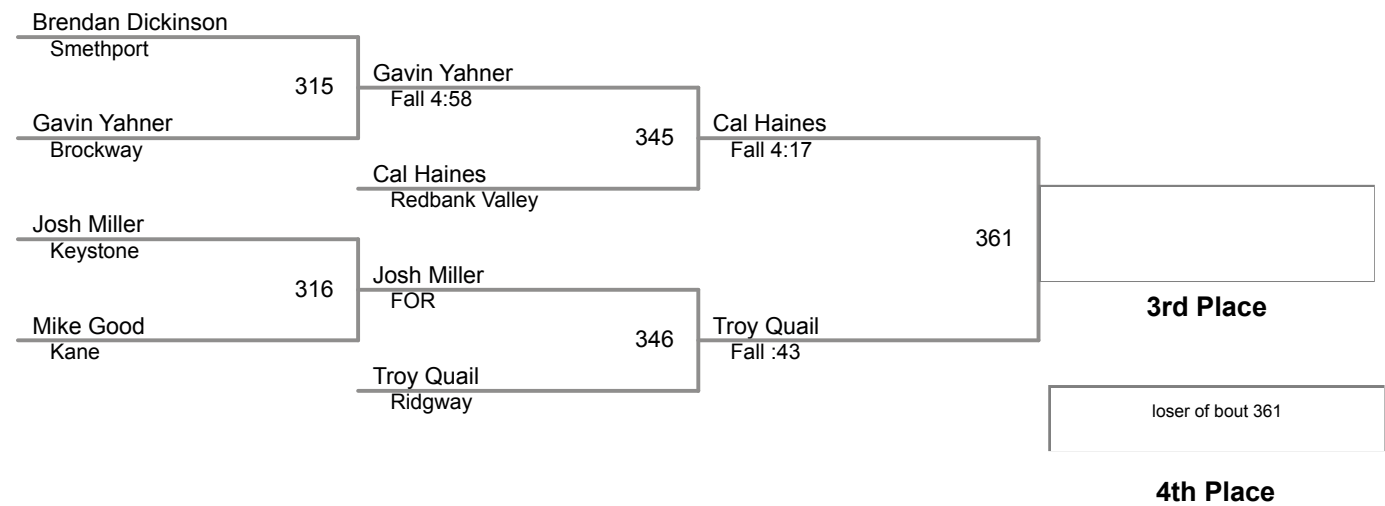 Brendan Dickinson
Smethport
315
Gavin Yahner
Brockway
Gavin Yahner
Fall 4:58
345
Cal Haines
Redbank Valley
Cal Haines
Fall 4:17
Josh Miller
Keystone
316
Mike Good
Kane
Josh Miller
FOR
346
Troy Quail
Ridgway
Troy Quail
Fall :43
361
3rd Place
loser of bout 361
4th Place